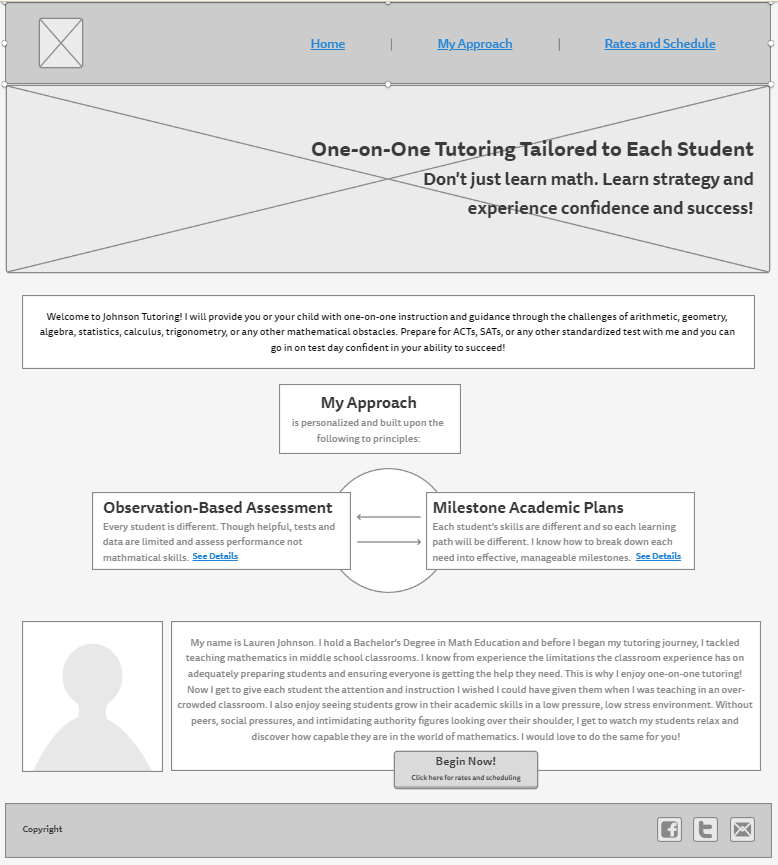 Home | My Approach | Rates and Schedule
One-on-One Tutoring Tailored to Each Student
Don't just learn math. Learn strategy and
experience confidence and success!
Welcome to Johnson Tutoring! I will provide you or your child with one-on-one instruction and guidance through the challenges of arithmetic, geometry,
algebra, statistics, calculus, trigonometry, or any other mathematical obstacles. Prepare for ACTs, SATs, or any other standardized test with me and you can
go in on test day confident in your ability to succeed!
My Approach
is personalized and built upon the
following to principles:
Observation-Based Assessment
Every student is different. Though helpful, tests and
data are limited and assess performance not
mathmatical skills. See Details
Milestone Academic Plans
Each student's skills are different and so each learning
path will be different. I know how to break down each
need into effective, manageable milestones. See Details
My name is Lauren Johnson. I hold a Bachelor's Degree in Math Education and before I began my tutoring journey, I tackled
teaching mathematics in middle school classrooms. I know from experience the limitations the classroom experience has on
adequately preparing students and ensuring everyone is getting the help they need. This is why I enjoy one-on-one tutoring!
Now I get to give each student the attention and instruction I wished I could have given them when I was teaching in an over-
crowded classroom. I also enjoy seeing students grow in their academic skills in a low pressure, low stress environment. Without
peers, social pressures, and intimidating authority figures looking over their shoulder, I get to watch my students relax and
discover how capable they are in the world of mathematics. I would love to do the same for you!
Begin Now!
Click here for rates and scheduling
Copyright